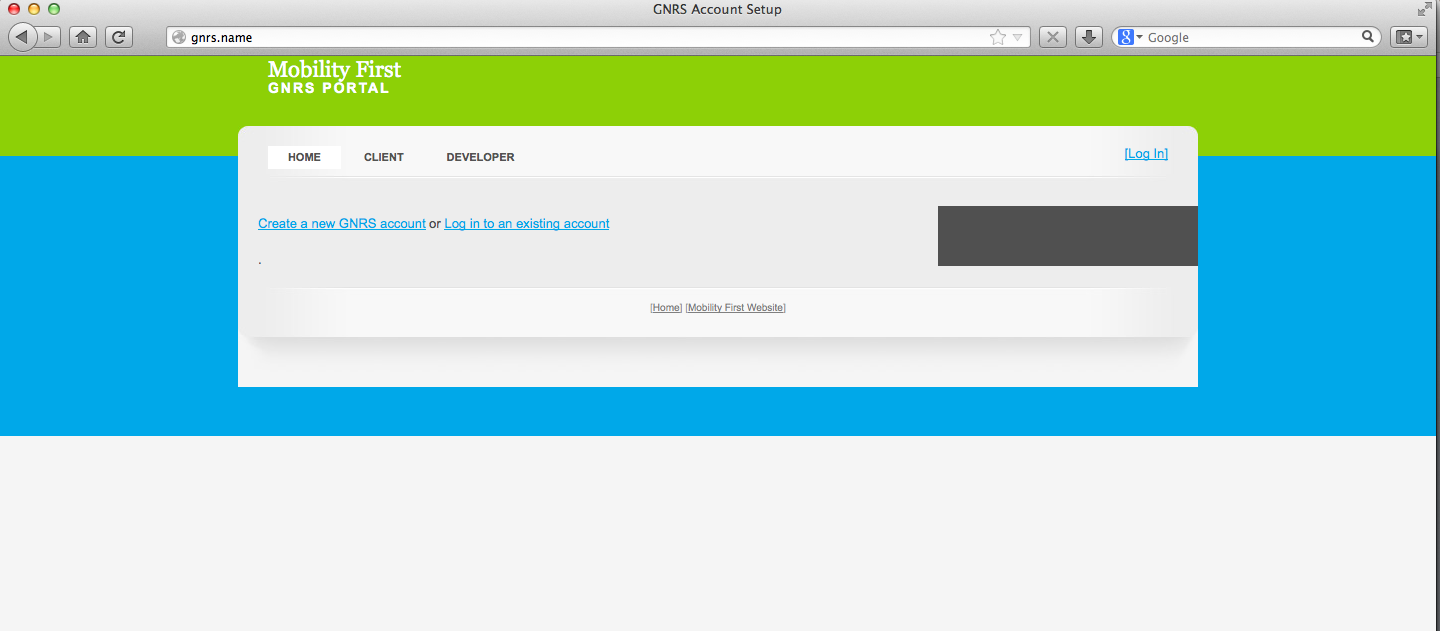 GNRS Account Setup
gnrs.name
Google
Mobility First
GNRS PORTAL
HOME CLIENT DEVELOPER [Log In]
Create a new GNRS account or Log in to an existing account
.
[Home] [Mobility First Website]